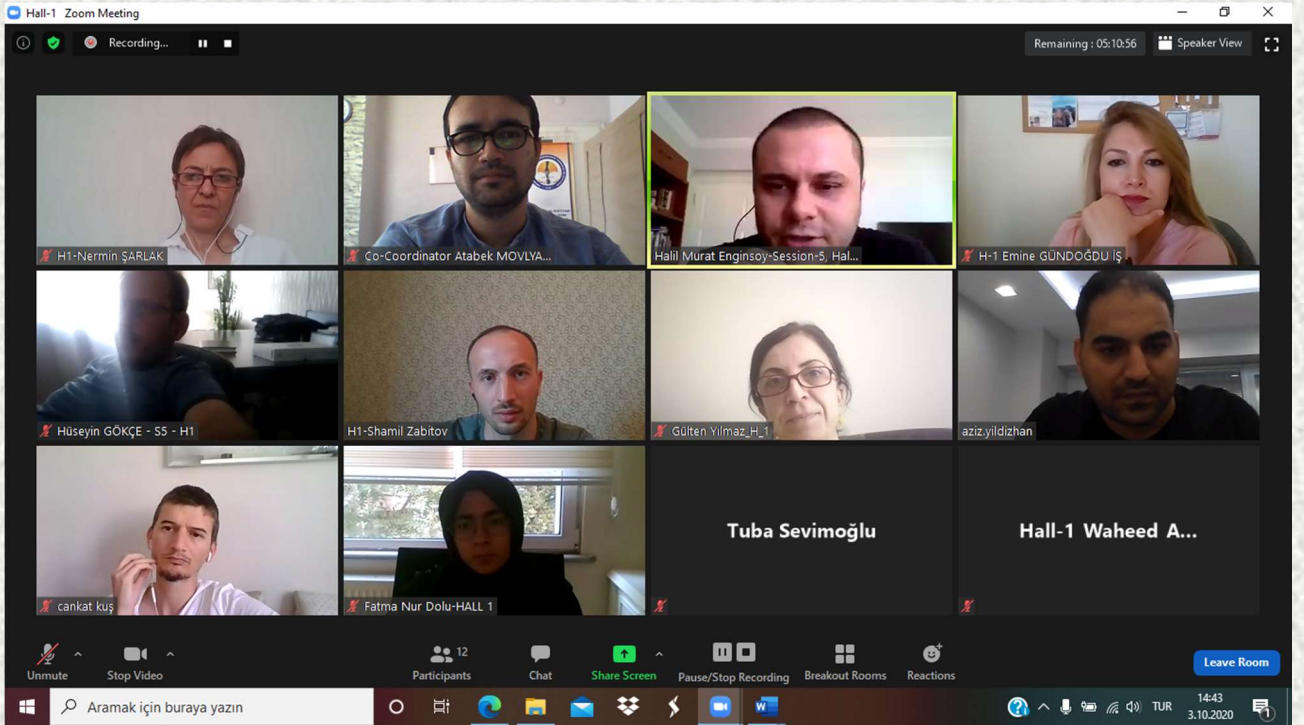 Hall-1 Zoom Meeting
Recording...
Remaining : 05:10:56
Speaker View
H1-Nermin ŞARLAK
Co-Coordinator Atabek MOVLYA...
Halil Murat Enginsoy-Session-5, Hal...
H-1 Emine GÜNDOĞDU İŞ
Hüseyin GÖKÇE - S5 - H1
H1-Shamil Zabitov
Gülten Yılmaz_H_1
aziz.yildizhan
cankat kuş
Fatma Nur Dolu-HALL 1
Tuba Sevimoğlu
Hall-1 Waheed A...
Unmute
Stop Video
12
Participants
Chat
Share Screen
Pause/Stop Recording
Breakout Rooms
Reactions
Leave Room
Aramak için buraya yazın
TUR
14:43
3.10.2020
1